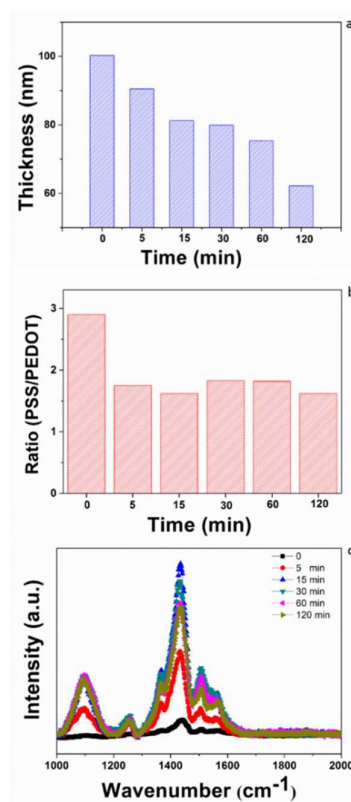 a
Thickness (nm)
100
80
60
0 5 15 30 60 120
Time (min)
b
Ratio (PSS/PEDOT)
3
2
1
0
0 5 15 30 60 120
Time (min)
Intensity (a.u.)
0
5 min
15 min
30 min
60 min
120 min
1000 1200 1400 1600 1800 2000
Wavenumber (cm-1)